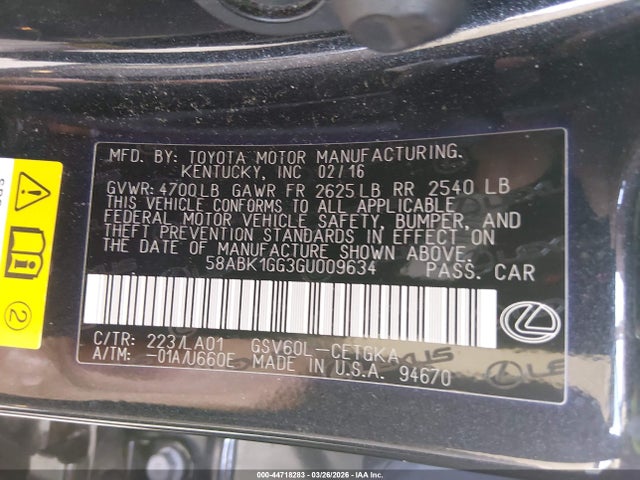 MFD. BY: TOYOTA MOTOR MANUFACTURING,
KENTUCKY, INC 02/16
GVWR: 4700LB GAWR FR 2625LB RR 2540 LB
THIS VEHICLE CONFORMS TO ALL APPLICABLE
FEDERAL MOTOR VEHICLE SAFETY, BUMPER, AND
THEFT PREVENTION STANDARDS IN EFFECT ON
THE DATE OF MANUFACTURE SHOWN ABOVE.
58ABK1GG3GU009634 PASS. CAR
C/TR: 223/LA01 GSV60L-CETGKA
A/TM: -01A/U660E MADE IN U.S.A. 94670
2
LEXUS
000-44718283 - 03/26/2026 - IAA Inc.